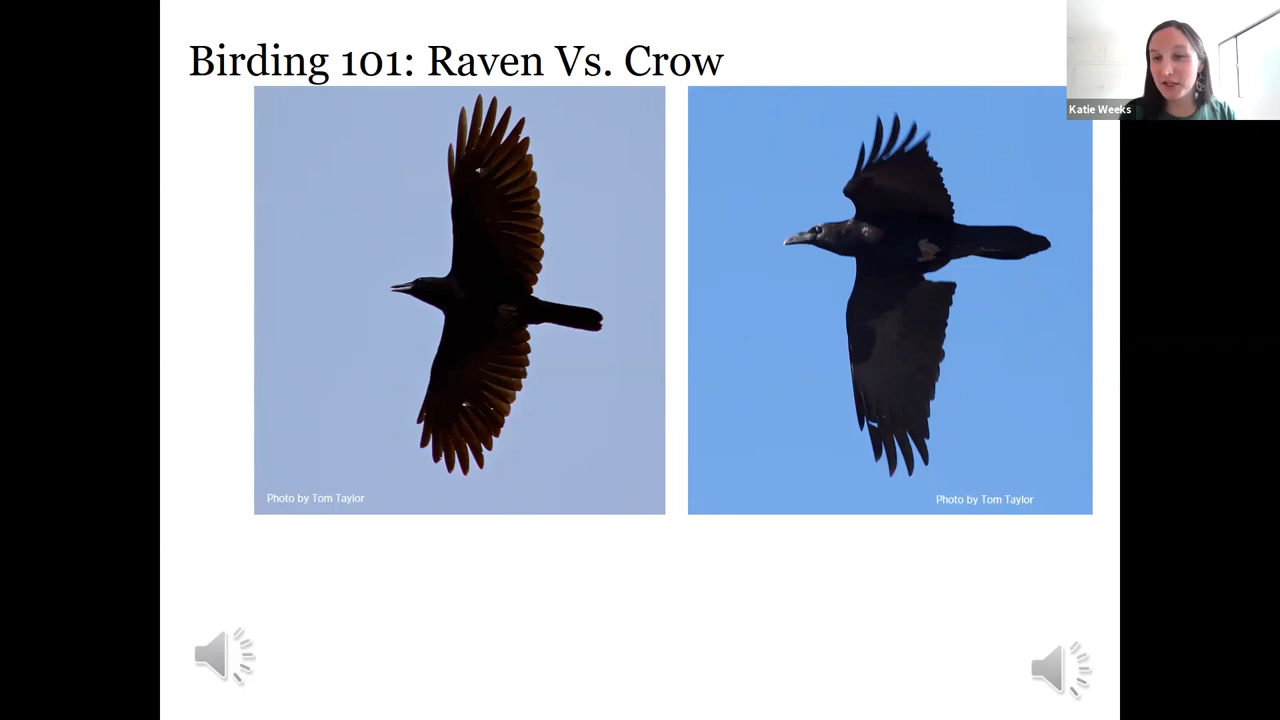 Birding 101: Raven Vs. Crow
Katie Weeks
Photo by Tom Taylor
Photo by Tom Taylor